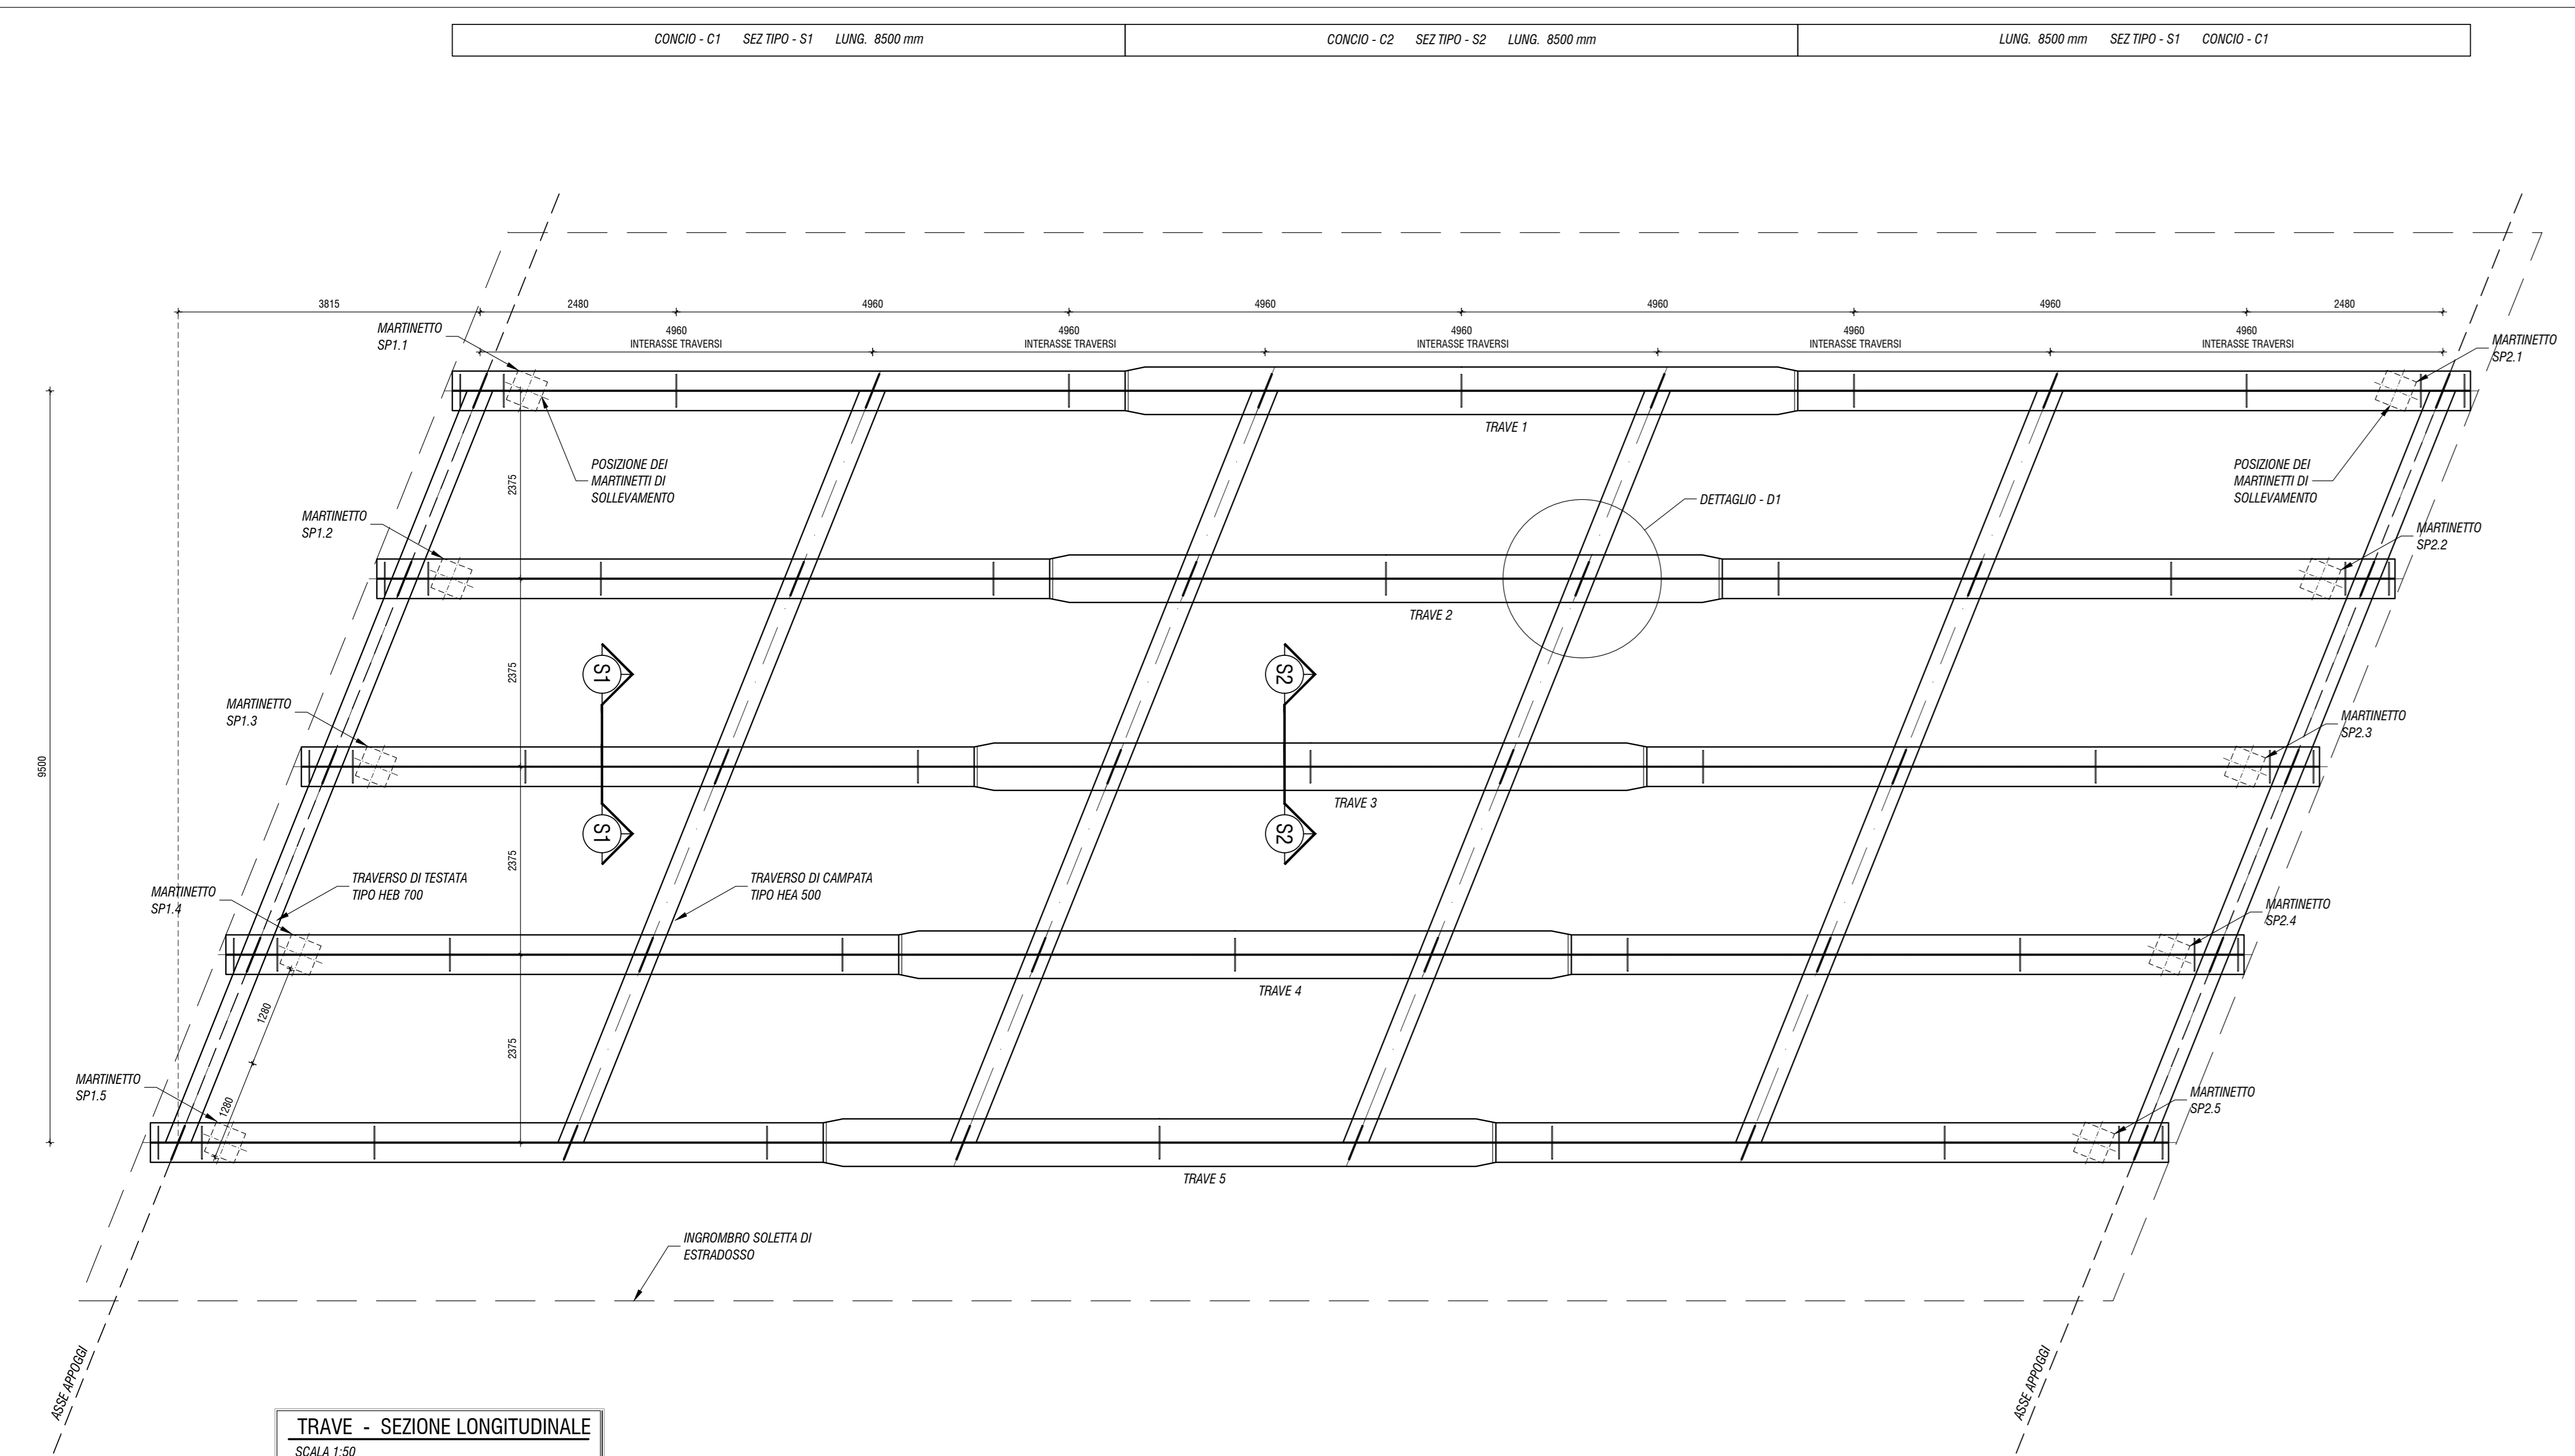 CONCIO - C1 SEZ TIPO - S1 LUNG. 8500 mm
CONCIO - C2 SEZ TIPO - S2 LUNG. 8500 mm
LUNG. 8500 mm SEZ TIPO - S1 CONCIO - C1
3815
2480
4960
4960
4960
4960
2480
4960
4960
4960
4960
4960
INTERASSE TRAVERSI
INTERASSE TRAVERSI
INTERASSE TRAVERSI
INTERASSE TRAVERSI
INTERASSE TRAVERSI
MARTINETTO
SP1.1
MARTINETTO
SP2.1
TRAVE 1
POSIZIONE DEI
MARTINETTI DI
SOLLEVAMENTO
POSIZIONE DEI
MARTINETTI DI
SOLLEVAMENTO
2375
DETTAGLIO - D1
MARTINETTO
SP1.2
MARTINETTO
SP2.2
TRAVE 2
S1
S2
2375
MARTINETTO
SP1.3
MARTINETTO
SP2.3
9500
TRAVE 3
S1
S2
2375
TRAVERSO DI TESTATA
TIPO HEB 700
TRAVERSO DI CAMPATA
TIPO HEA 500
MARTINETTO
SP1.4
MARTINETTO
SP2.4
TRAVE 4
1280
2375
1280
MARTINETTO
SP1.5
MARTINETTO
SP2.5
TRAVE 5
INGROMBRO SOLETTA DI
ESTRADOSSO
ASSE APPOGGI
ASSE APPOGGI
TRAVE - SEZIONE LONGITUDINALE
SCALA 1:50